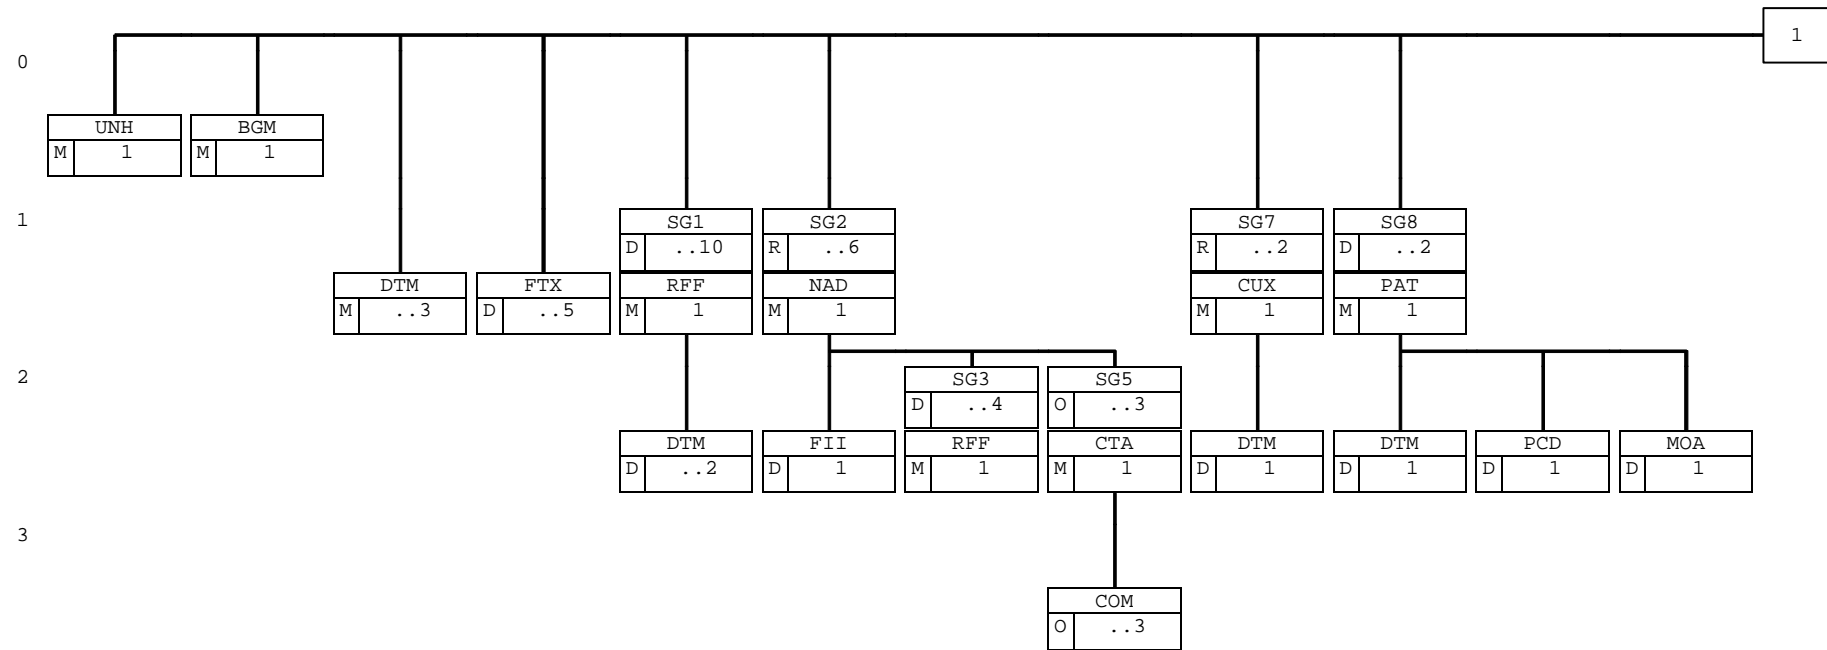 1
0
UNH BGM
M 1 M 1
1 SG1 SG2 SG7 SG8
D ..10 R ..6 R ..2 D ..2
DTM FTX RFF NAD CUX PAT
M ..3 D ..5 M 1 M 1 M 1 M 1
2 SG3 SG5
D ..4 O ..3
DTM FII RFF CTA DTM DTM PCD MOA
D ..2 D 1 M 1 M 1 D 1 D 1 D 1 D 1
3
COM
O ..3